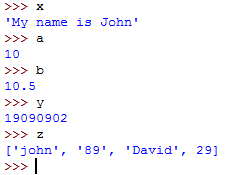 >>> x
'My name is John'
>>> a
10
>>> b
10.5
>>> y
19090902
>>> z
['john', '89', 'David', 29]
>>>